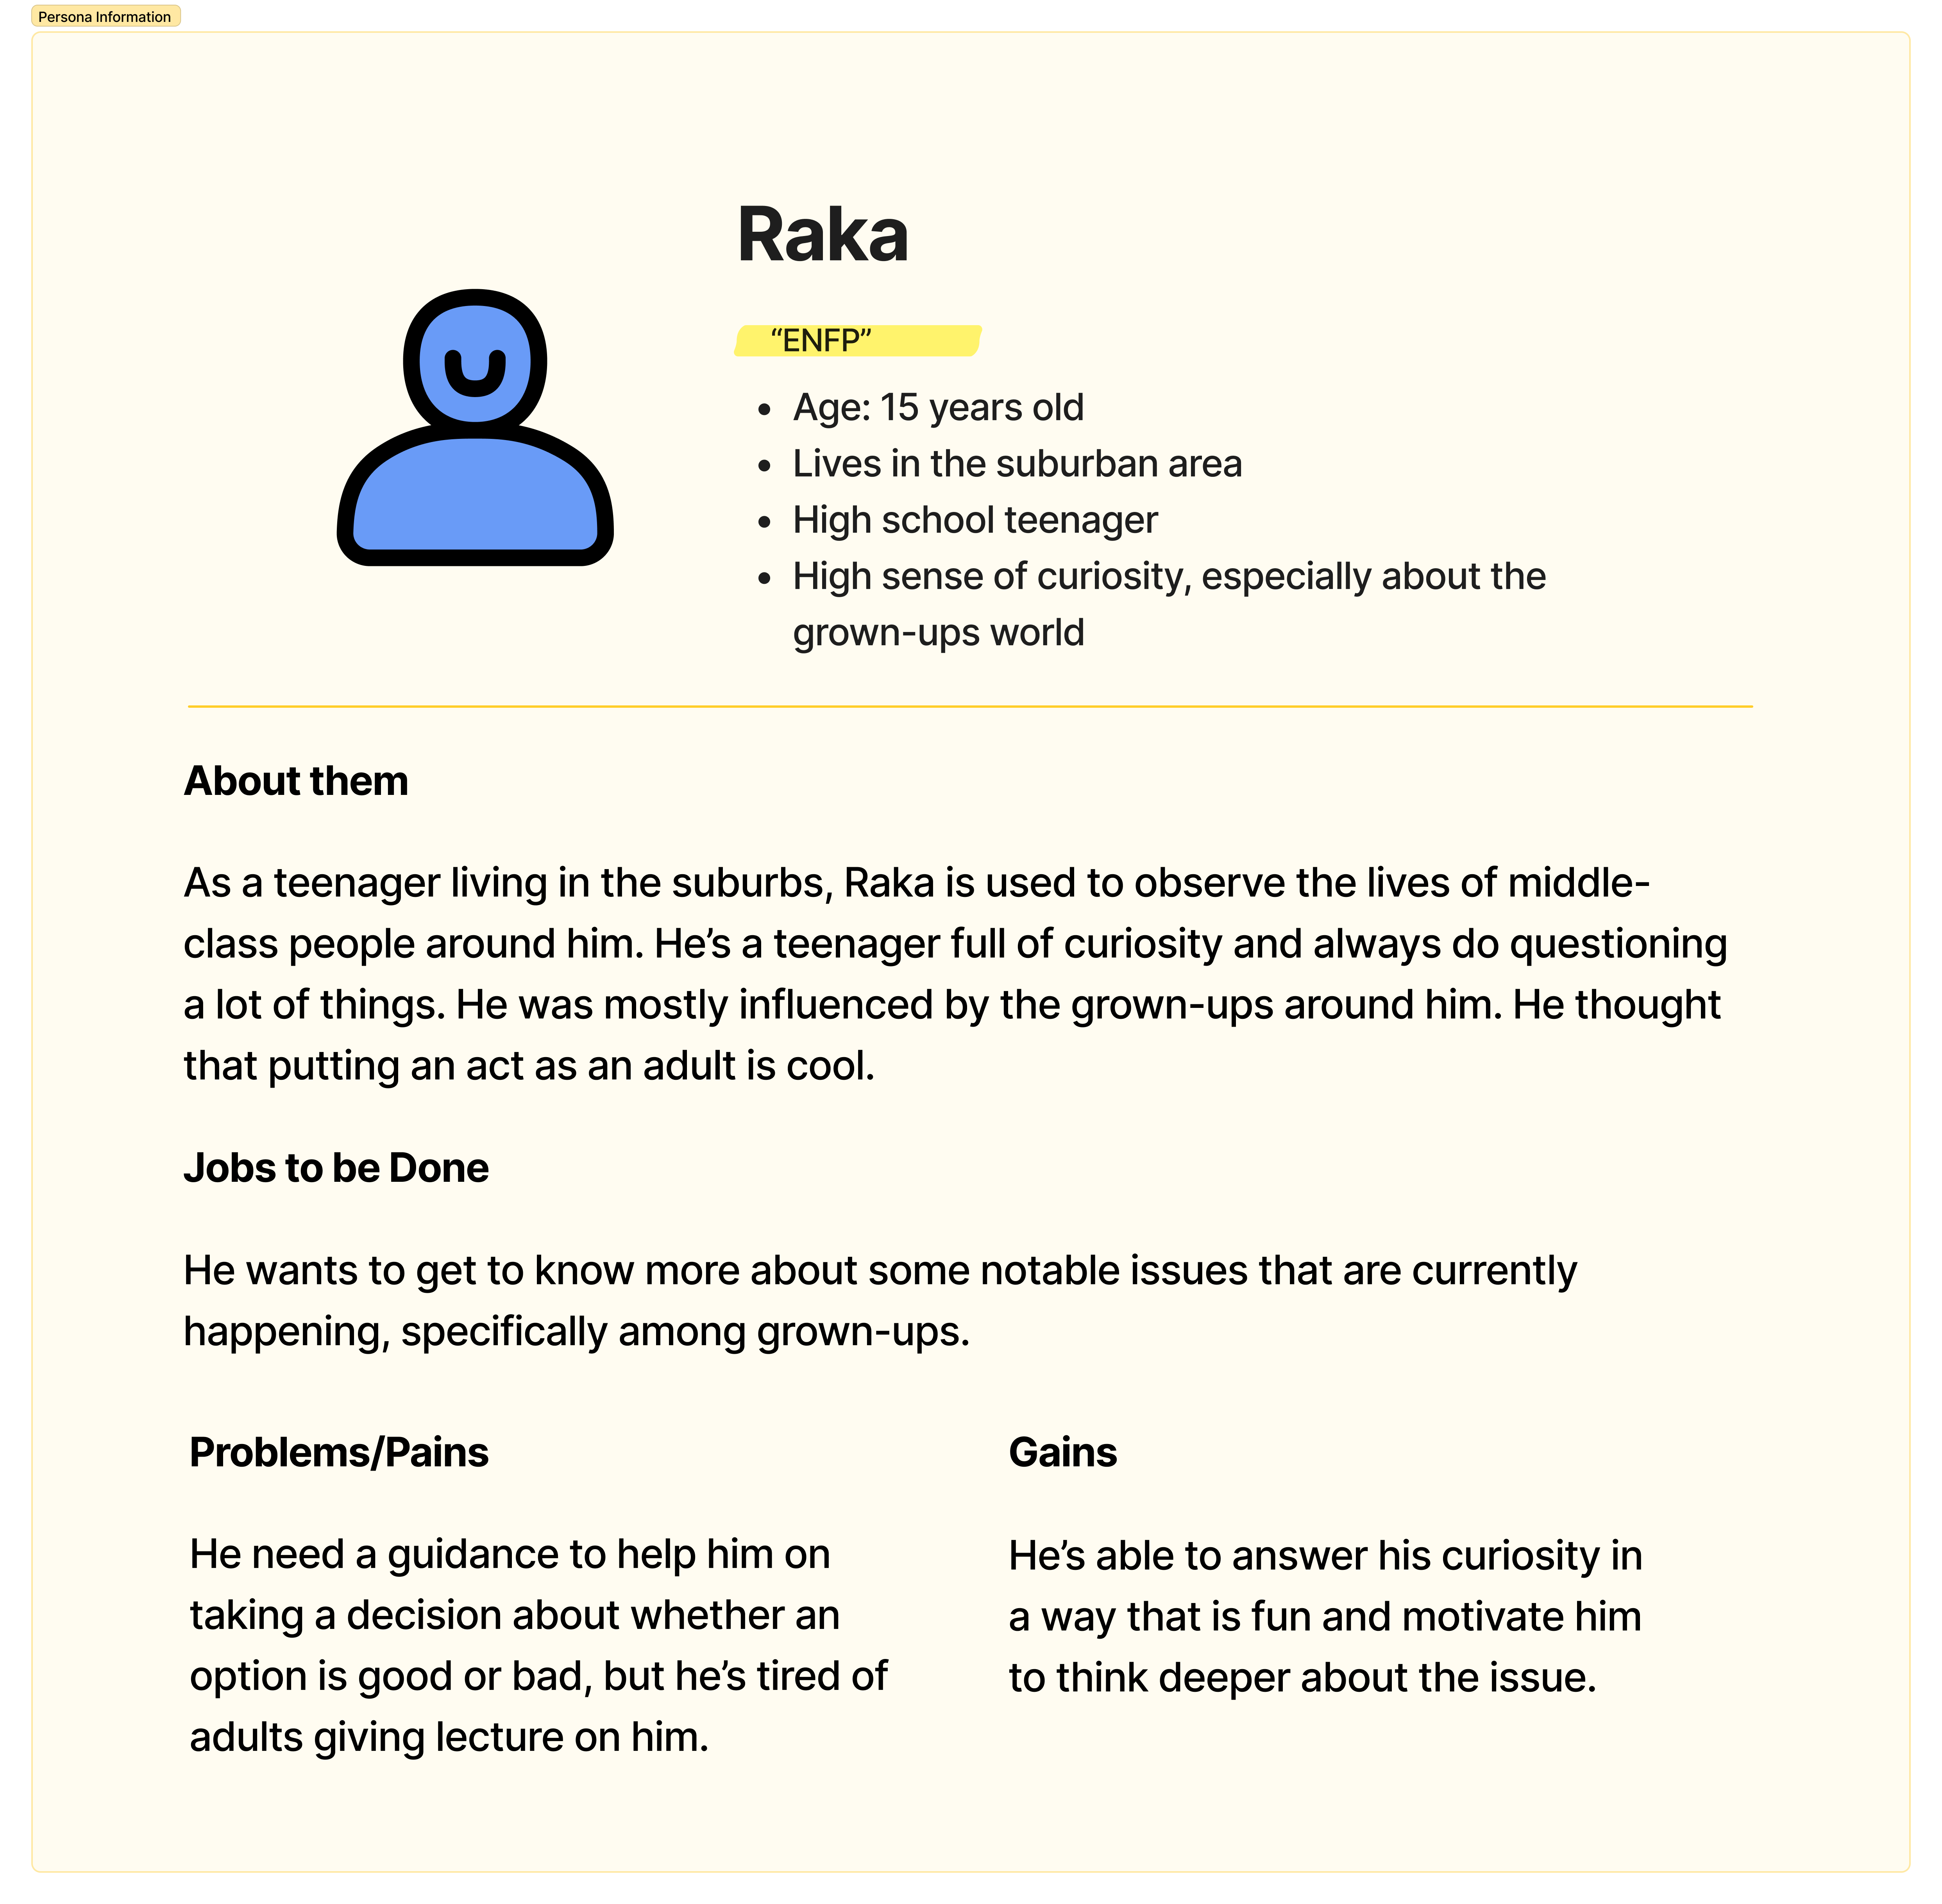 Persona Information
Raka
“ENFP”
• Age: 15 years old
• Lives in the suburban area
• High school teenager
• High sense of curiosity, especially about the
grown-ups world
About them
As a teenager living in the suburbs, Raka is used to observe the lives of middle-
class people around him. He’s a teenager full of curiosity and always do questioning
a lot of things. He was mostly influenced by the grown-ups around him. He thought
that putting an act as an adult is cool.
Jobs to be Done
He wants to get to know more about some notable issues that are currently
happening, specifically among grown-ups.
Problems/Pains
He need a guidance to help him on
taking a decision about whether an
option is good or bad, but he’s tired of
adults giving lecture on him.
Gains
He’s able to answer his curiosity in
a way that is fun and motivate him
to think deeper about the issue.